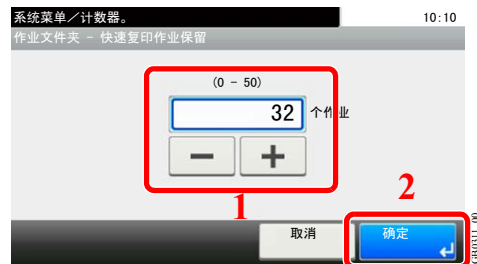 系统菜单／计数器。 10:10
作业文件夹 - 快速复印作业保留
(0 - 50)
32 个作业
1
2
取消 确定